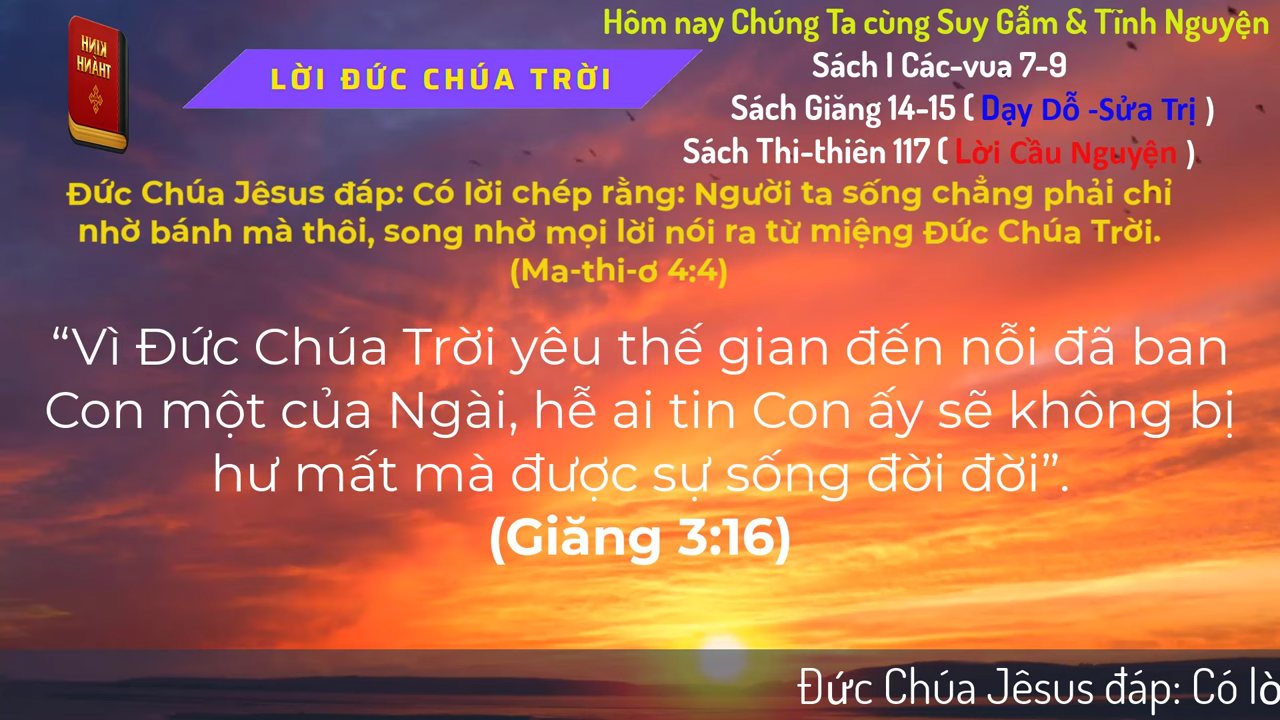 KINH
THÁNH
LỜI ĐỨC CHÚA TRỜI
Hôm nay Chúng Ta cùng Suy Gẫm & Tĩnh Nguyện
Sách I Các-vua 7-9
Sách Giăng 14-15 ( Dạy Dỗ -Sửa Trị )
Sách Thi-thiên 117 ( Lời Cầu Nguyện )
Đức Chúa Jêsus đáp: Có lời chép rằng: Người ta sống chẳng phải chỉ
nhờ bánh mà thôi, song nhờ mọi lời nói ra từ miệng Đức Chúa Trời.
(Ma-thi-ơ 4:4)
“Vì Đức Chúa Trời yêu thế gian đến nỗi đã ban
Con một của Ngài, hễ ai tin Con ấy sẽ không bị
hư mất mà được sự sống đời đời”.
(Giăng 3:16)
Đức Chúa Jêsus đáp: Có lò